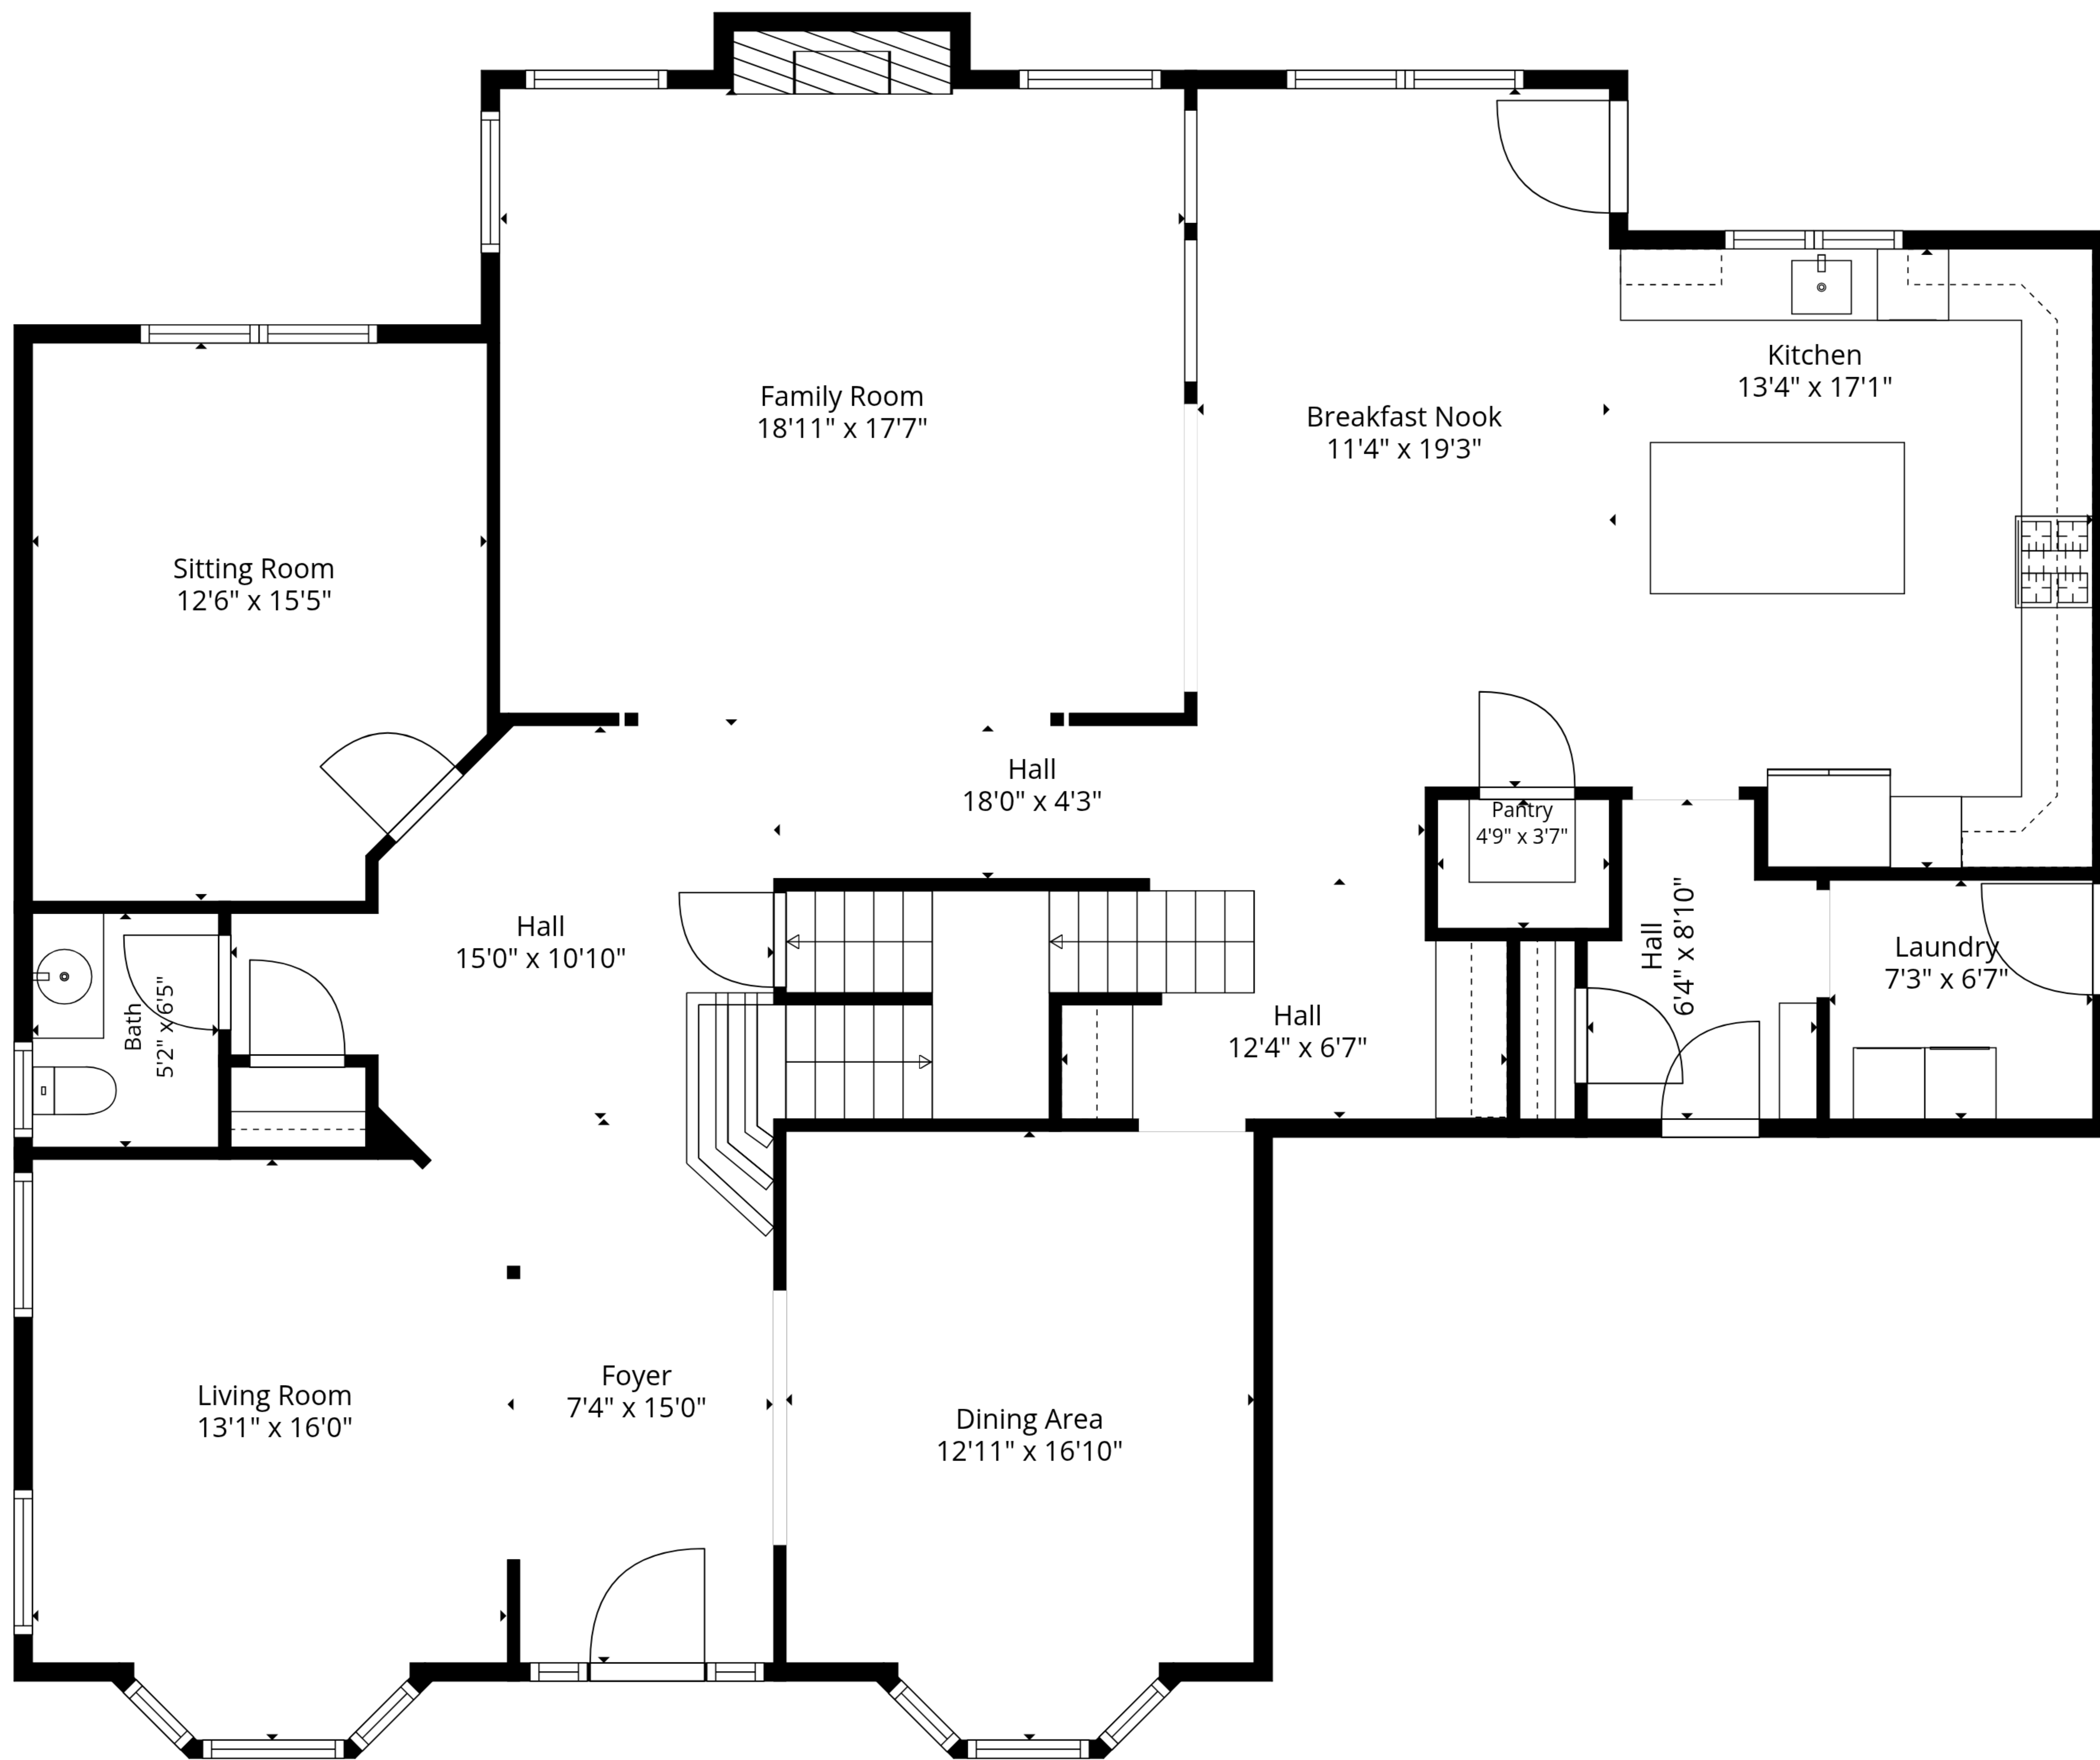 Kitchen
13'4" x 17'1"
Family Room
18'11" x 17'7"
Breakfast Nook
11'4" x 19'3"
Sitting Room
12'6" x 15'5"
Hall
18'0" x 4'3"
Pantry
4'9" x 3'7"
Hall
15'0" x 10'10"
Hall
6'4" x 8'10"
Laundry
7'3" x 6'7"
Bath
5'2" x 6'5"
Hall
12'4" x 6'7"
Foyer
7'4" x 15'0"
Living Room
13'1" x 16'0"
Dining Area
12'11" x 16'10"